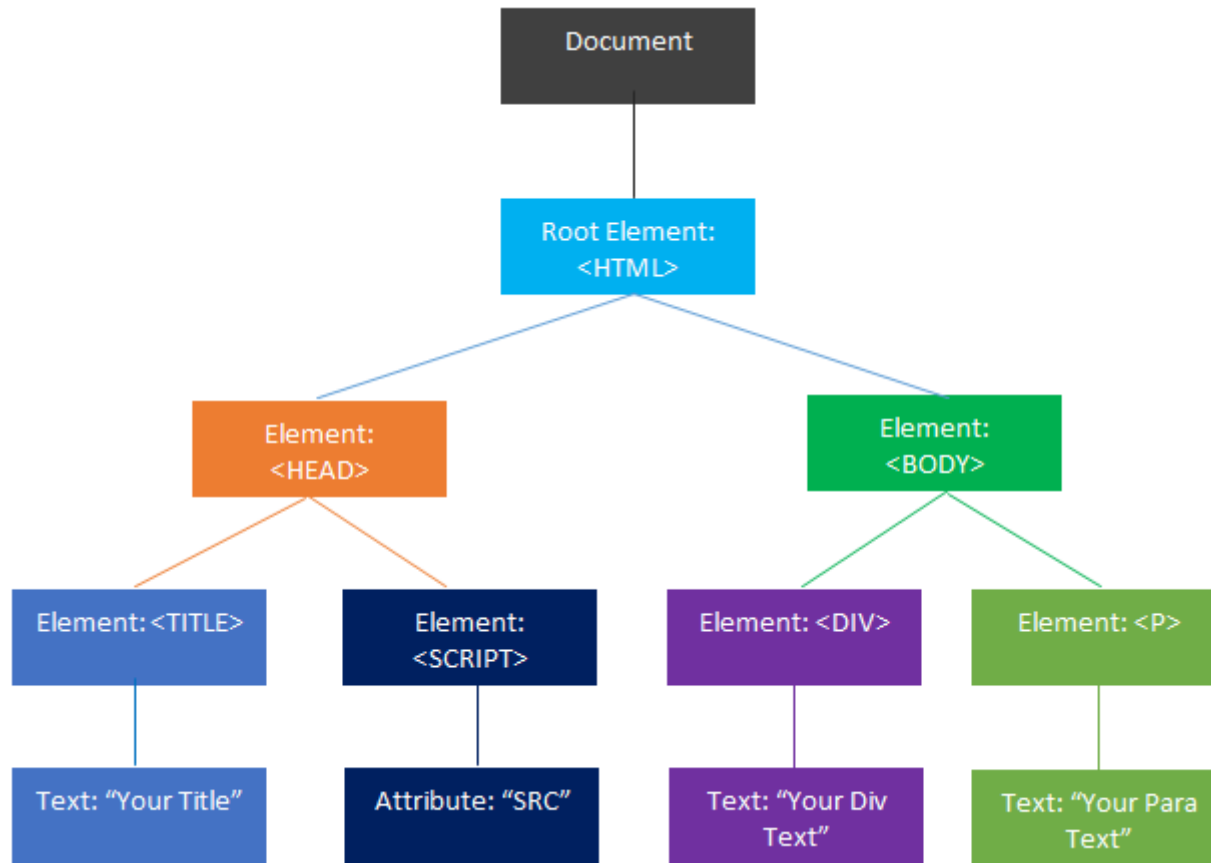 Document
Root Element:
<HTML>
Element:
<HEAD>
Element:
<BODY>
Element: <TITLE>
Element:
<SCRIPT>
Element: <DIV>
Element: <P>
Text: “Your Title”
Attribute: “SRC”
Text: “Your Div
Text”
Text: “Your Para
Text”